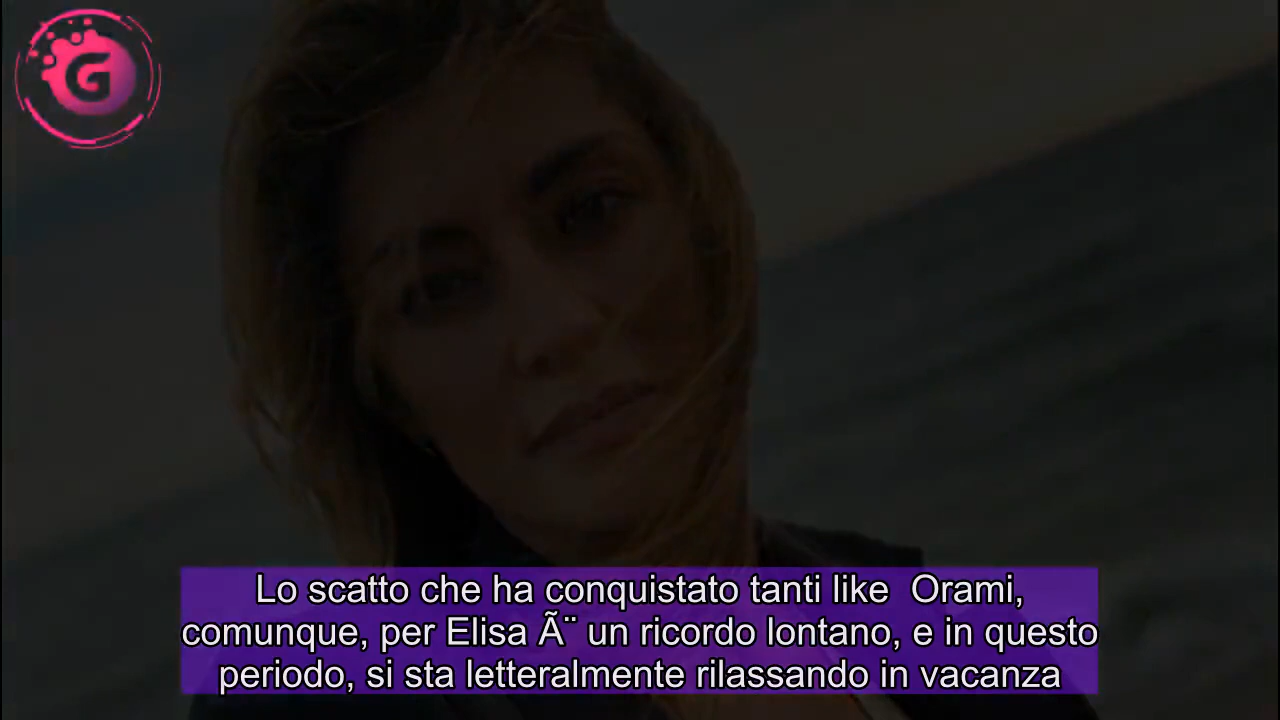 G
Lo scatto che ha conquistato tanti like  Orami,
comunque, per Elisa Ã¨ un ricordo lontano, e in questo
periodo, si sta letteralmente rilassando in vacanza